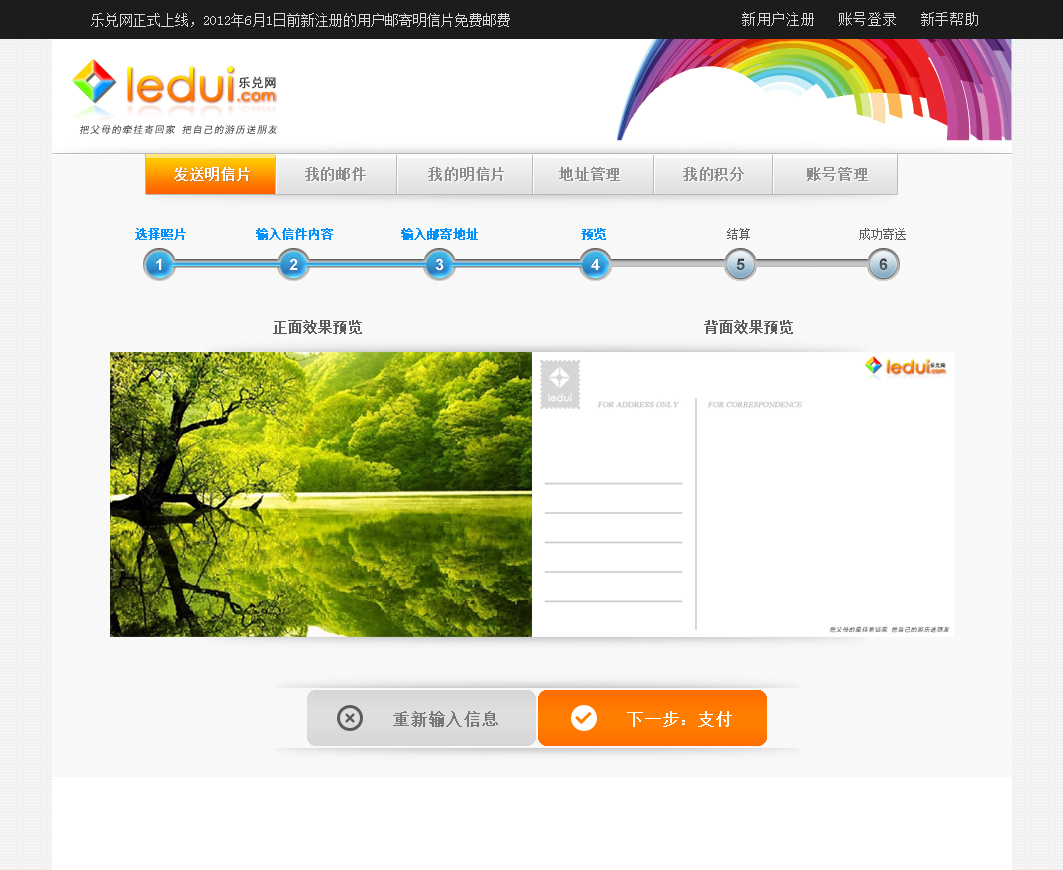 乐兑网正式上线，2012年6月1日前新注册的用户邮寄明信片免费邮费
新用户注册 账号登录 新手帮助
ledui.com 乐兑网
把父母的牵挂寄回家 把自己的游历送朋友
发送明信片 我的邮件 我的明信片 地址管理 我的积分 账号管理
选择照片 输入信件内容 输入邮寄地址 预览 结算 成功寄送
1 2 3 4 5 6
正面效果预览 背面效果预览
ledui 乐兑网
ledui
FOR ADDRESS ONLY FOR CORRESPONDENCE
把父母的牵挂寄回家 把自己的游历送朋友
重新输入信息 下一步：支付